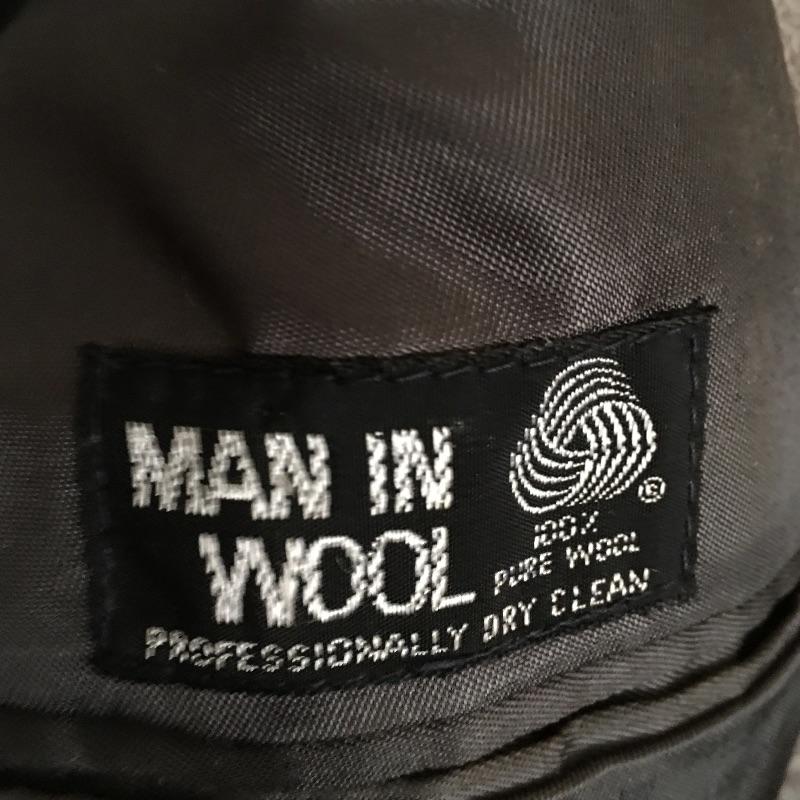 MAN IN
WOOL
®
100%
PURE WOOL
PROFESSIONALLY DRY CLEAN